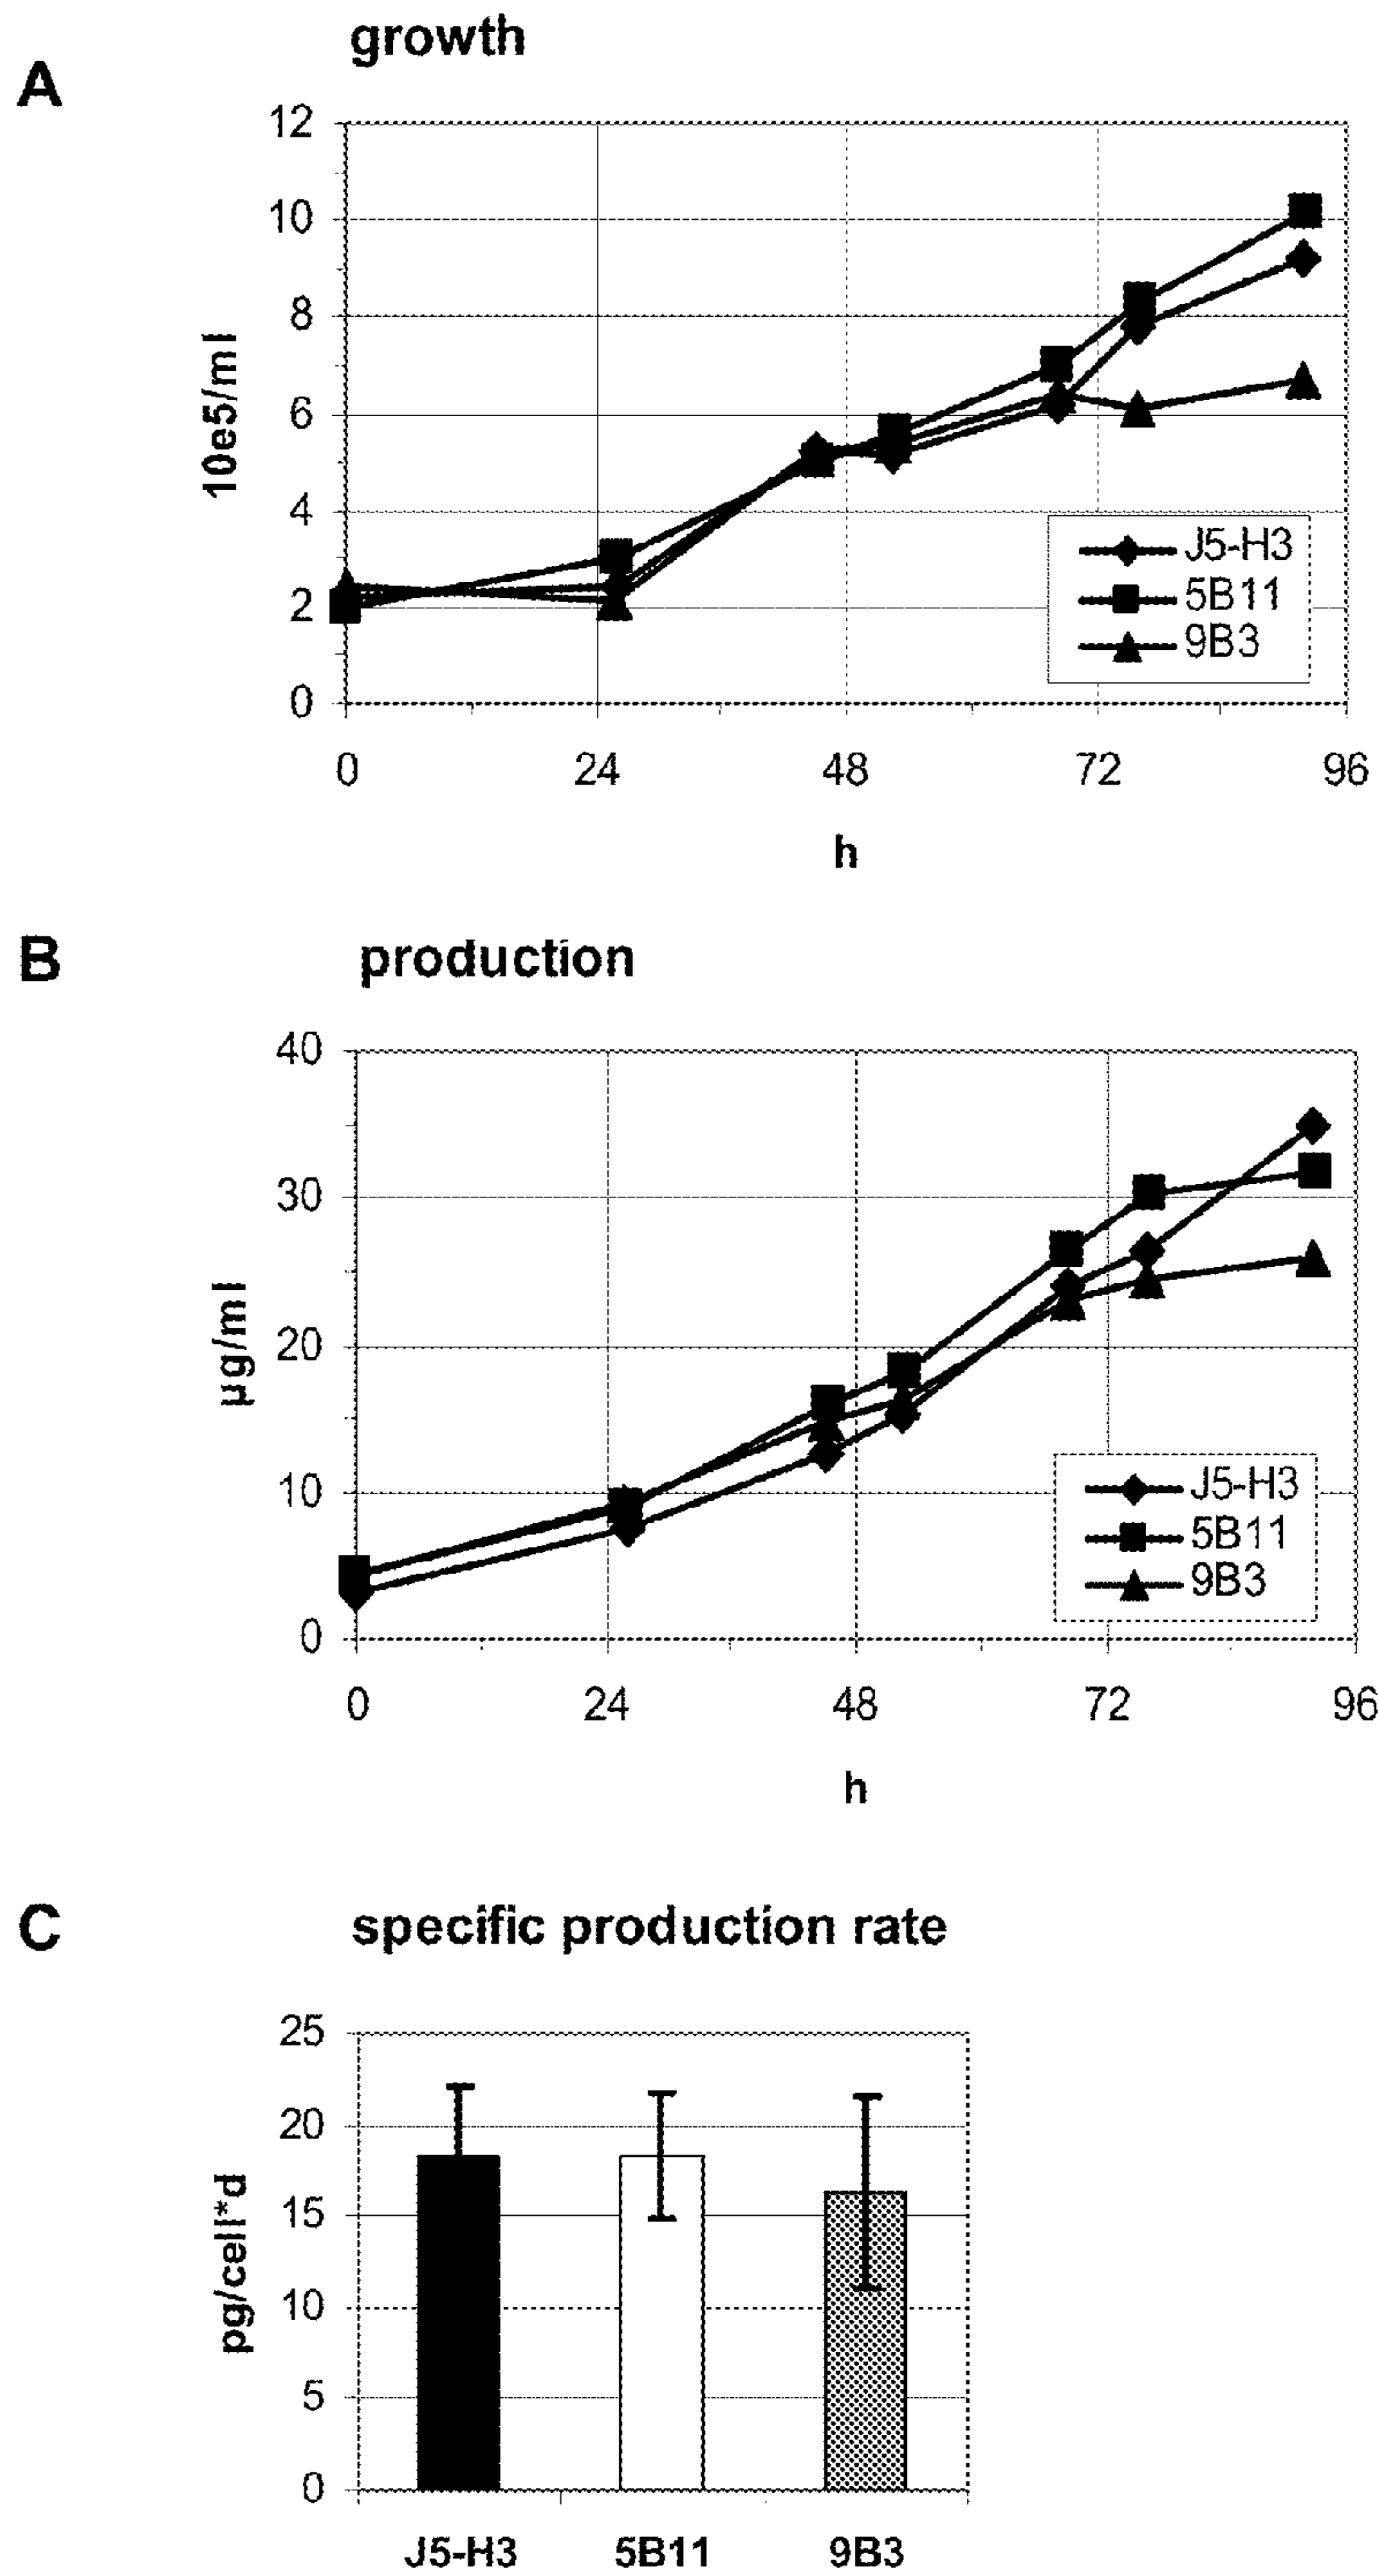 A
growth
12
10
8
6
4
2
0
10e5/ml
J5-H3
5B11
9B3
0 24 48 72 96
h
B
production
40
30
20
10
0
µg/ml
J5-H3
5B11
9B3
0 24 48 72 96
h
C
specific production rate
25
20
15
10
5
0
pg/cell*d
J5-H3 5B11 9B3